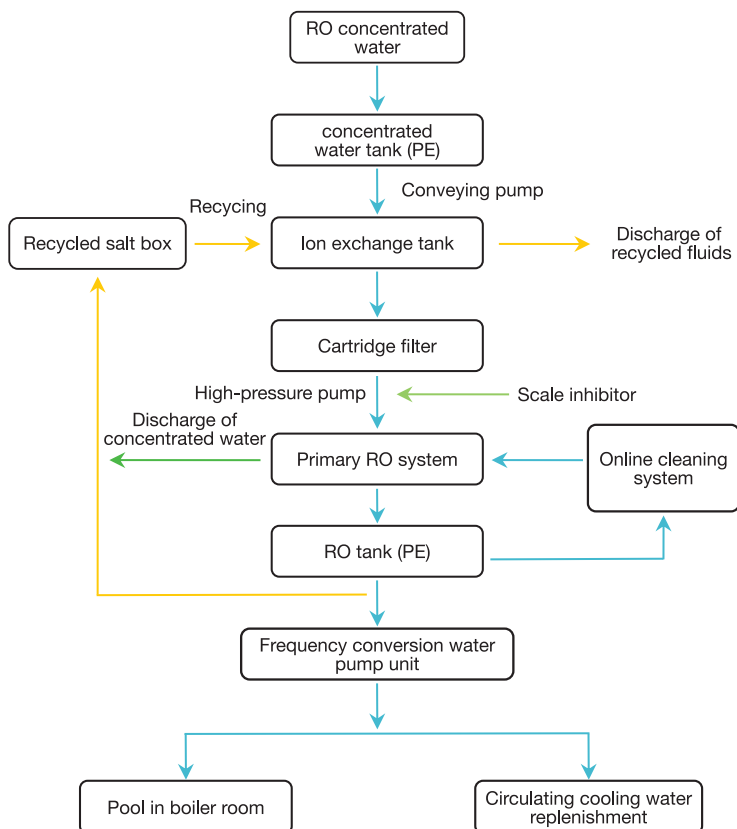 RO concentrated
water
concentrated
water tank (PE)
Conveying pump
Recycing
Recycled salt box
Ion exchange tank
Discharge of
recycled fluids
Cartridge filter
High-pressure pump
Scale inhibitor
Discharge of
concentrated water
Primary RO system
Online cleaning
system
RO tank (PE)
Frequency conversion water
pump unit
Pool in boiler room
Circulating cooling water
replenishment